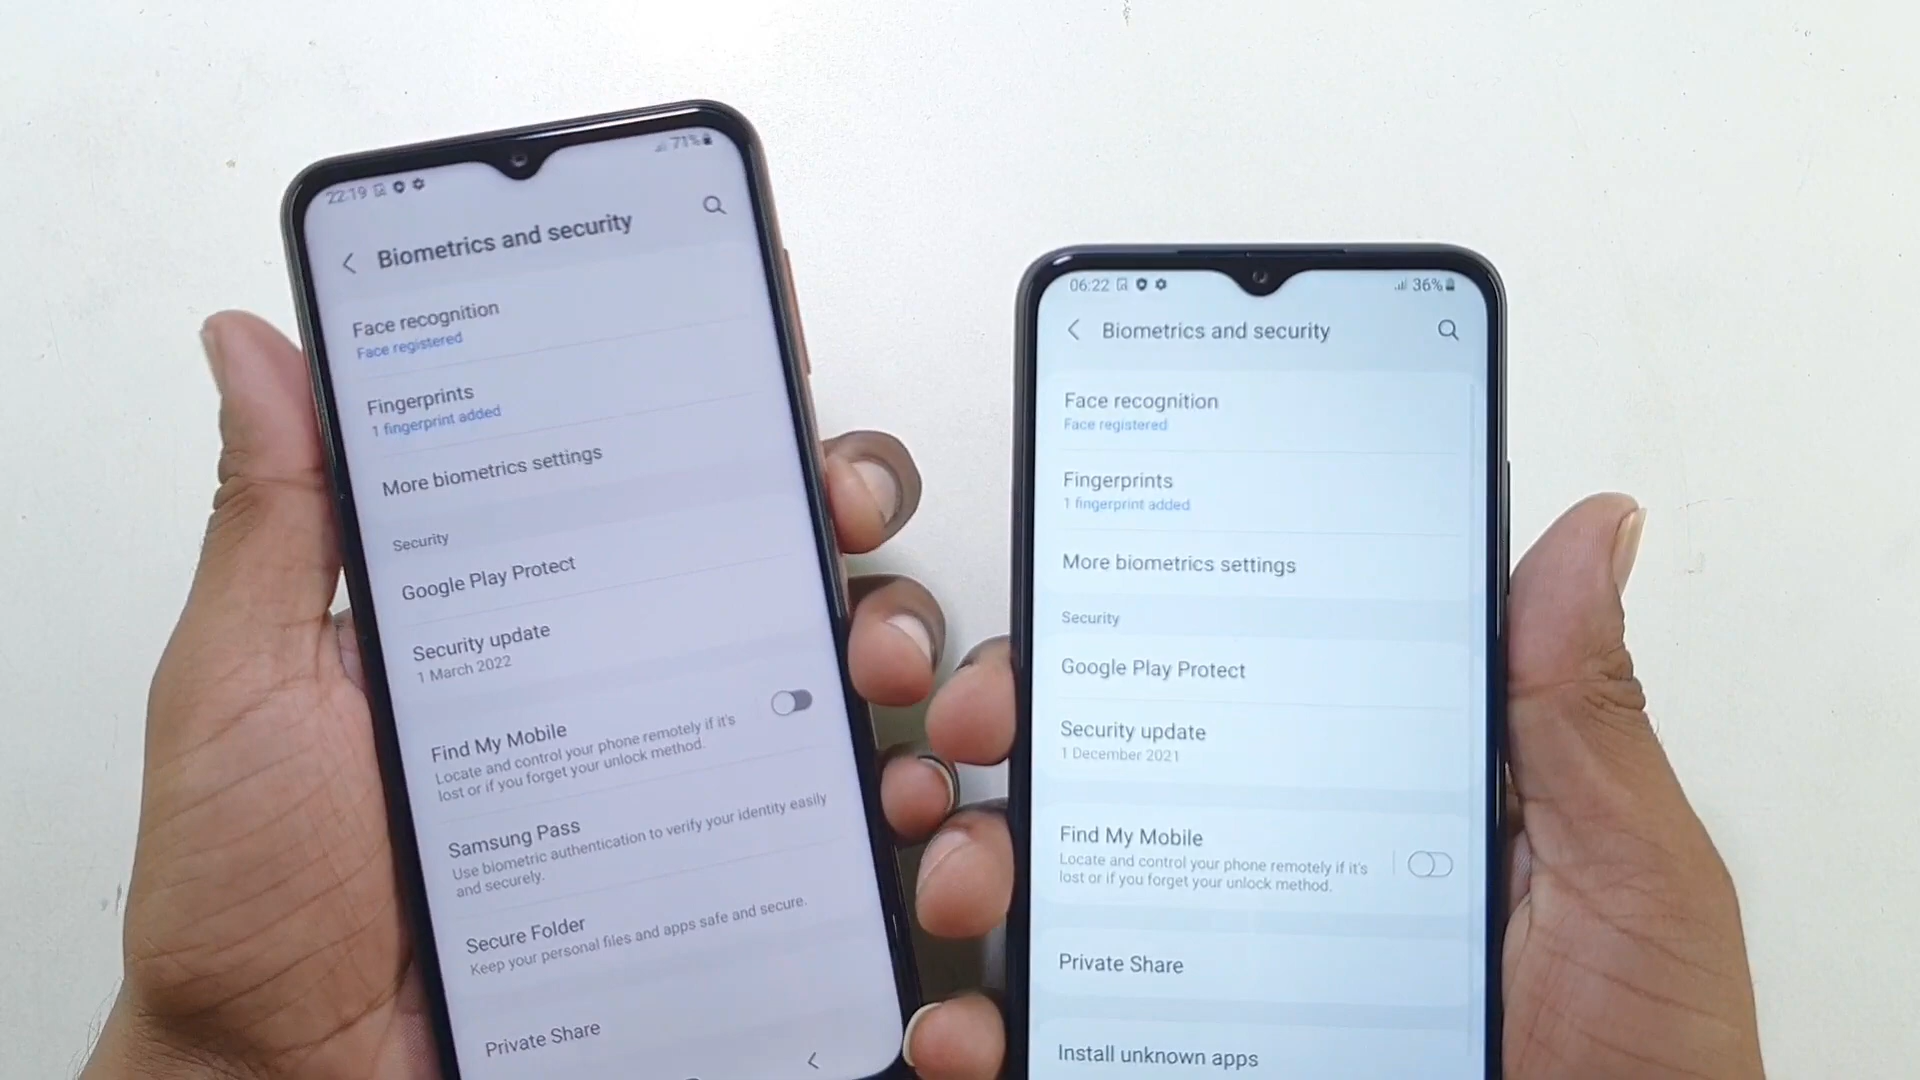 22:19
71%
Biometrics and security
Face recognition
Face registered
Fingerprints
1 fingerprint added
More biometrics settings
Security
Google Play Protect
Security update
1 March 2022
Find My Mobile
Locate and control your phone remotely if it's
lost or if you forget your unlock method.
Samsung Pass
Use biometric authentication to verify your identity easily
and securely.
Secure Folder
Keep your personal files and apps safe and secure.
Private Share
06:22
36%
Biometrics and security
Face recognition
Face registered
Fingerprints
1 fingerprint added
More biometrics settings
Security
Google Play Protect
Security update
1 December 2021
Find My Mobile
Locate and control your phone remotely if it's
lost or if you forget your unlock method.
Private Share
Install unknown apps